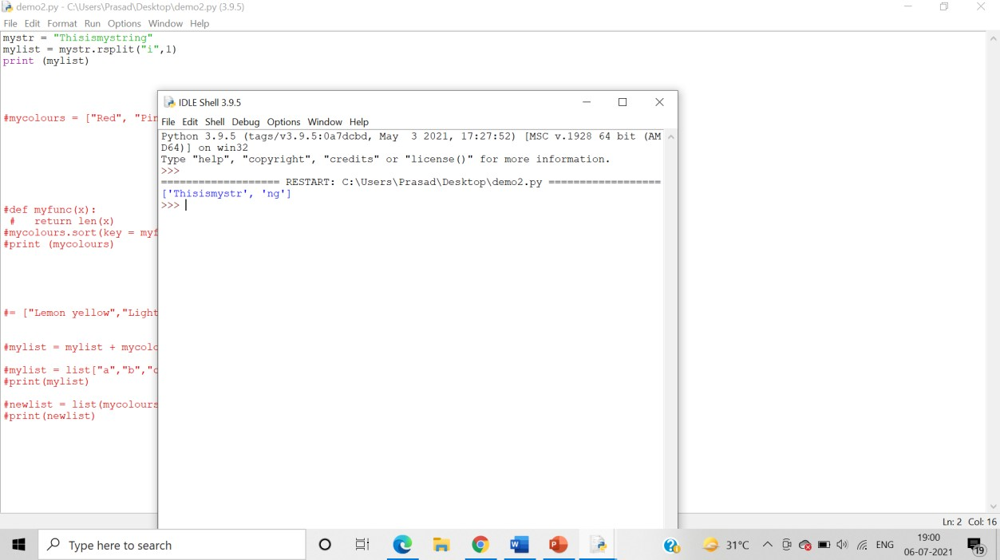 demo2.py - C:\Users\Prasad\Desktop\demo2.py (3.9.5)
File Edit Format Run Options Window Help
mystr = "Thisismystring"
mylist = mystr.rsplit("i",1)
print (mylist)
#mycolours = ["Red", "Pin
#def myfunc(x):
 #   return len(x)
#mycolours.sort(key = myf
#print (mycolours)
#= ["Lemon yellow","Light
#mylist = mylist + mycolo
#mylist = list["a","b","c
#print(mylist)
#newlist = list(mycolours
#print(newlist)
IDLE Shell 3.9.5
File Edit Shell Debug Options Window Help
Python 3.9.5 (tags/v3.9.5:0a7dcbd, May  3 2021, 17:27:52) [MSC v.1928 64 bit (AM
D64)] on win32
Type "help", "copyright", "credits" or "license()" for more information.
>>>
=================== RESTART: C:\Users\Prasad\Desktop\demo2.py ==================
['Thisismystr', 'ng']
>>>
Ln: 2 Col: 16
Type here to search
31°C
ENG
19:00
06-07-2021
19